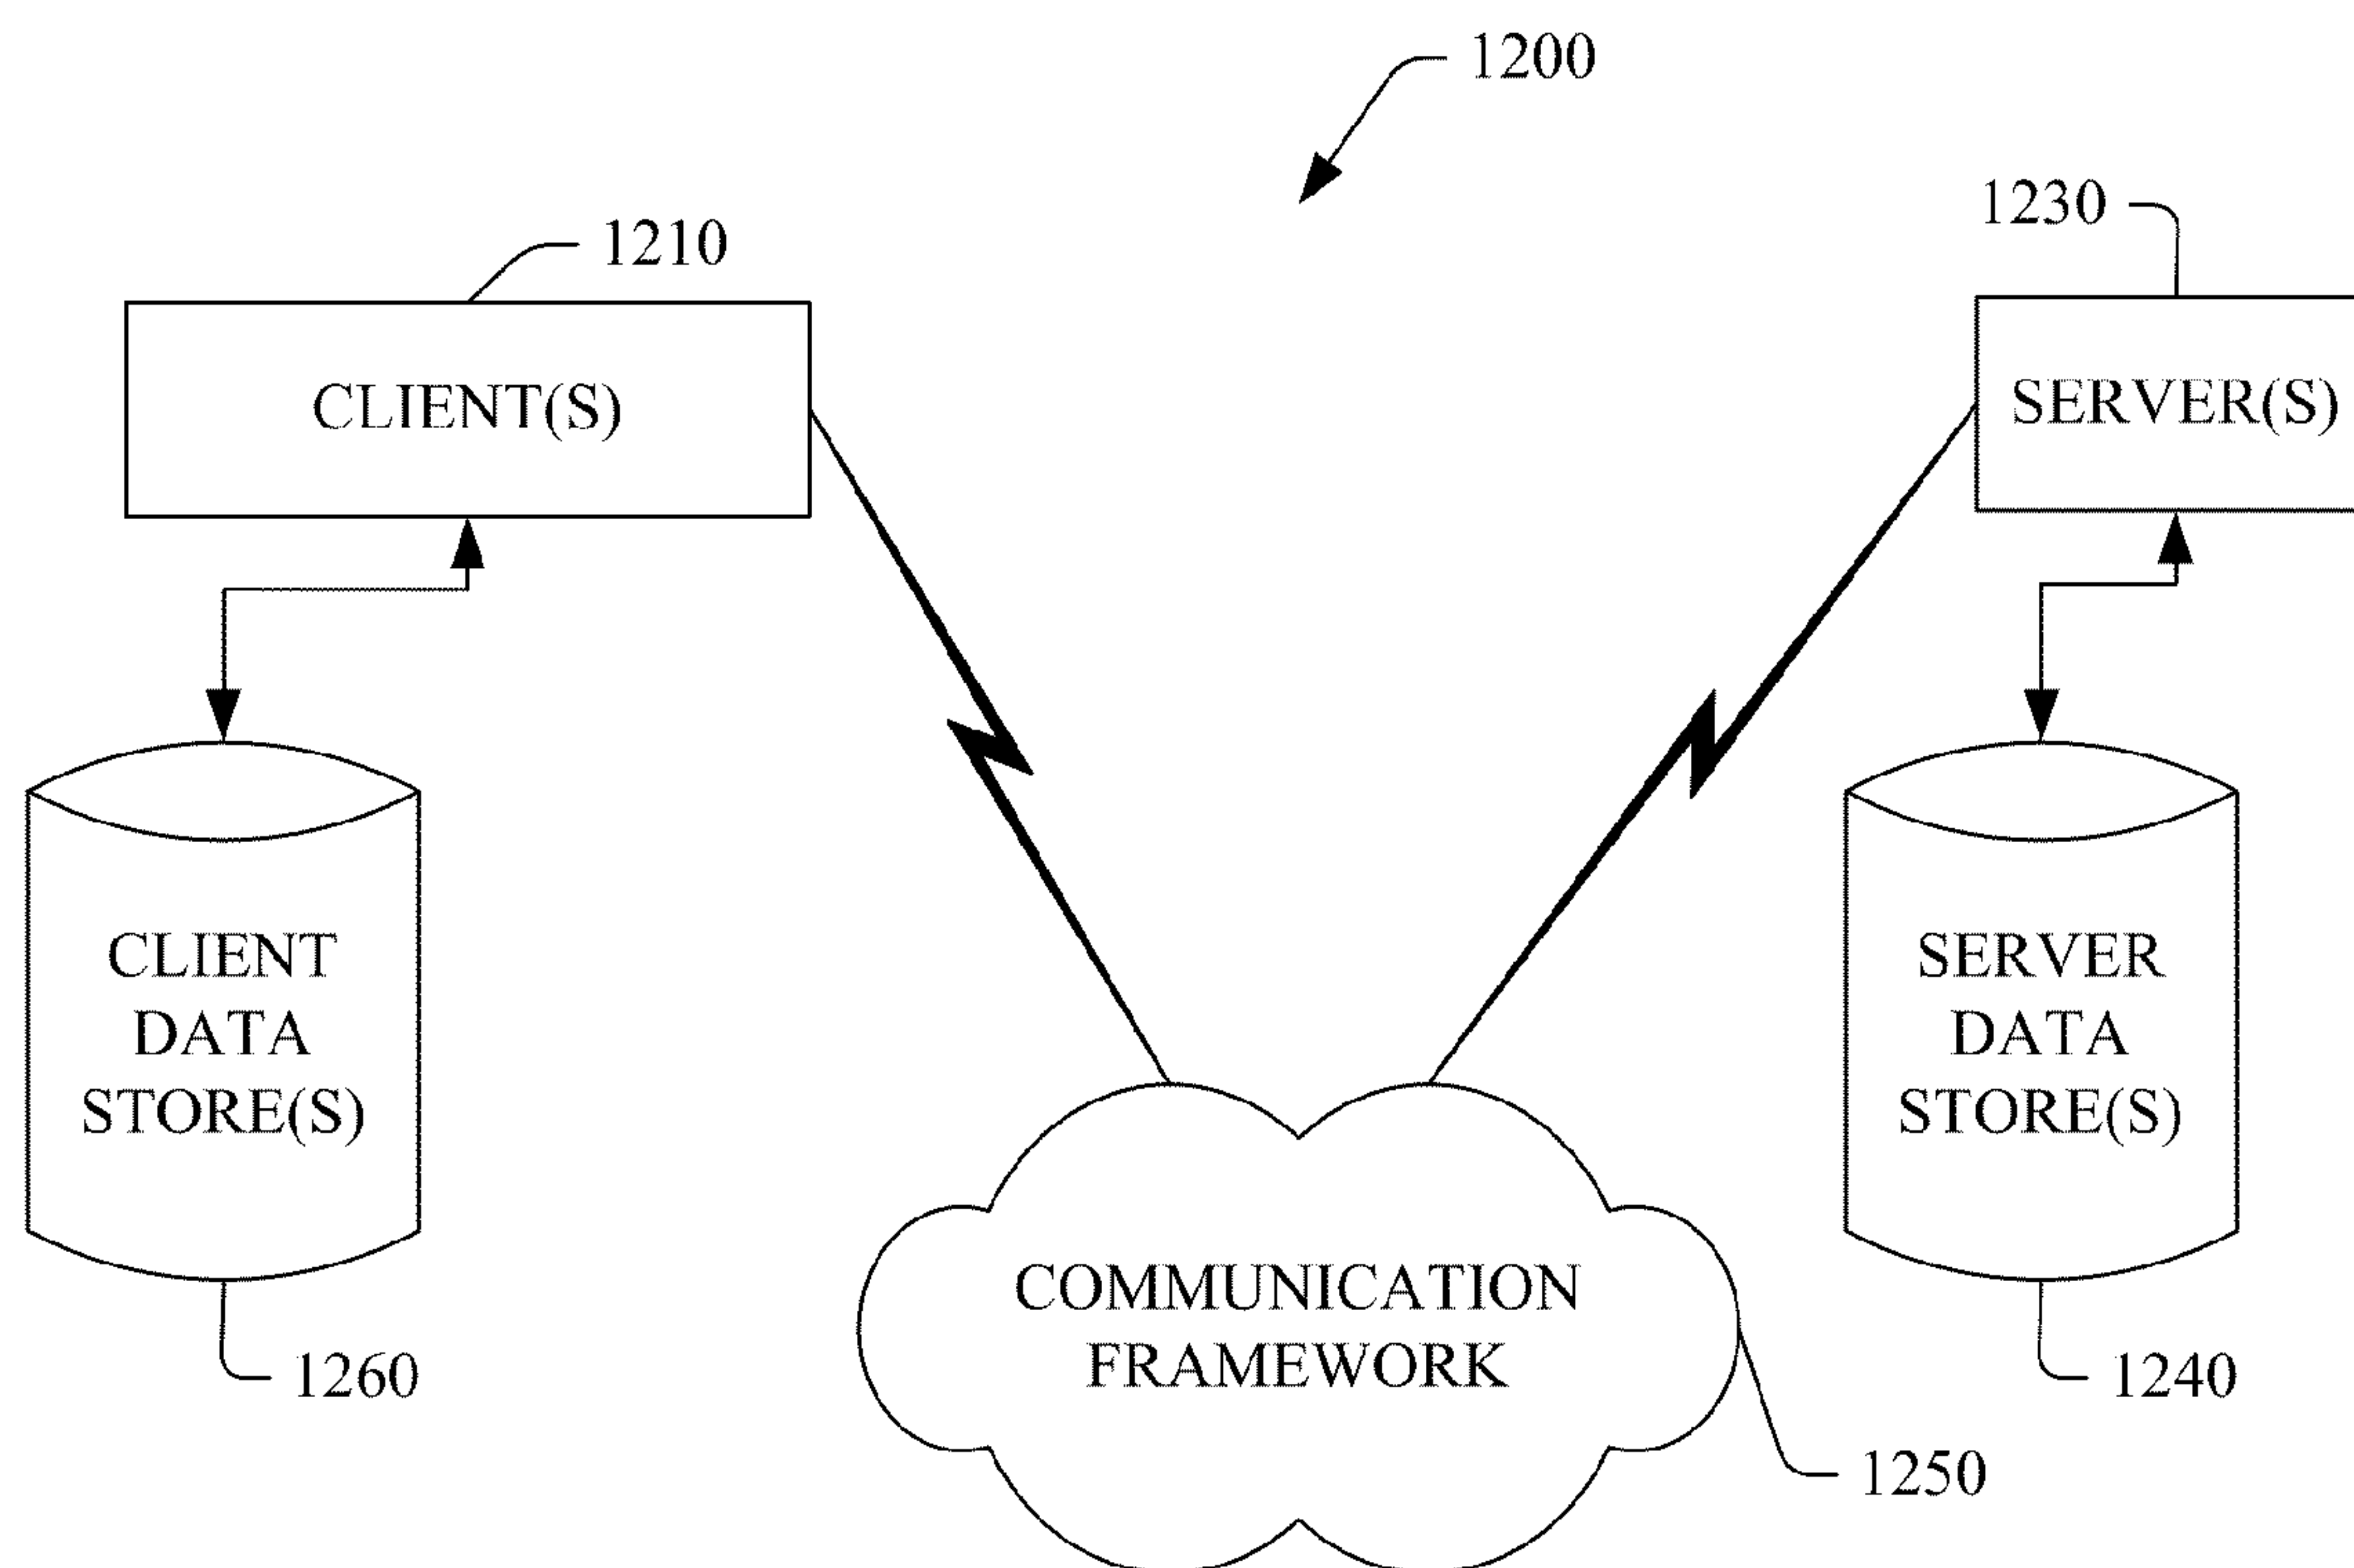 1200
1210
1230
CLIENT(S)
SERVER(S)
CLIENT
DATA
STORE(S)
SERVER
DATA
STORE(S)
COMMUNICATION
FRAMEWORK
1260
1240
1250